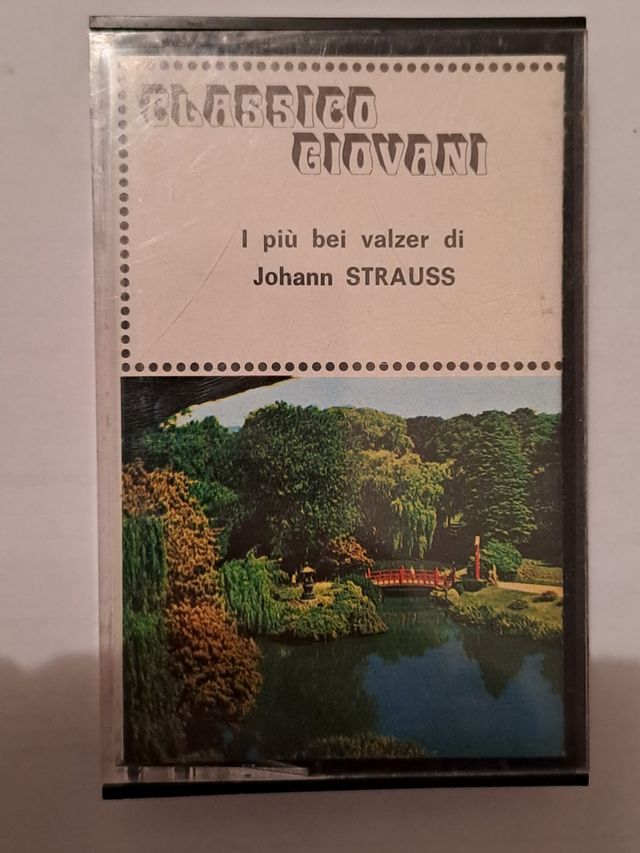 CLASSICO
GIOVANI
I più bei valzer di
Johann STRAUSS